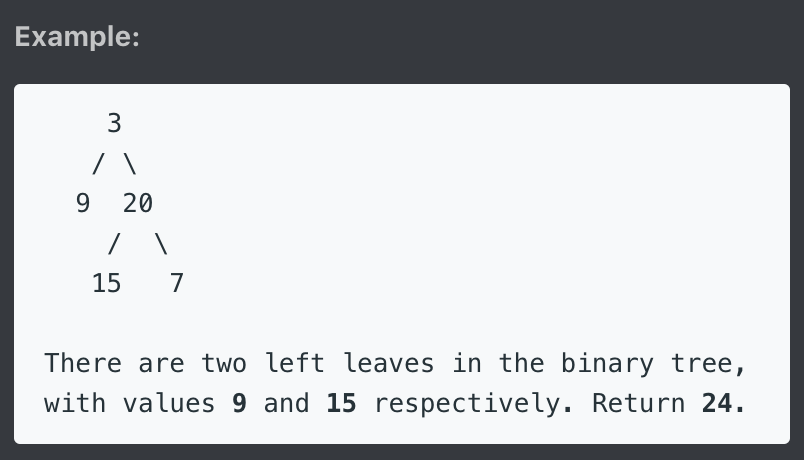 Example:
3
/ \
9  20
/  \
15   7
There are two left leaves in the binary tree,
with values 9 and 15 respectively. Return 24.